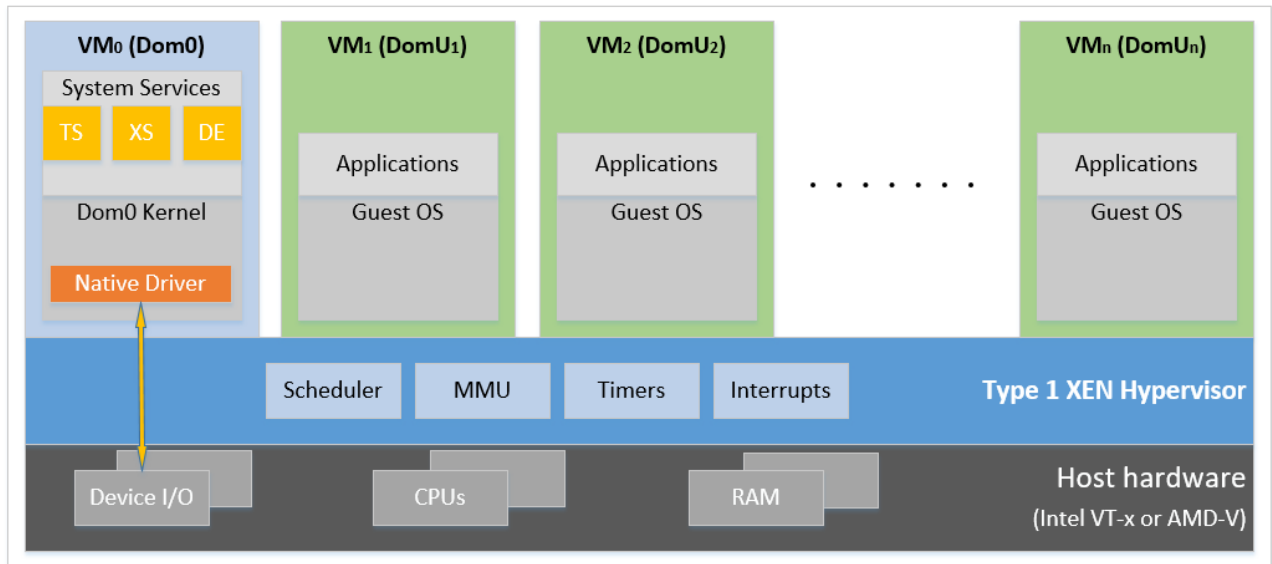 VM₀ (Dom0)
System Services
TS
XS
DE
Dom0 Kernel
Native Driver
VM₁ (DomU₁)
Applications
Guest OS
VM₂ (DomU₂)
Applications
Guest OS
. . . . . . .
VMₙ (DomUₙ)
Applications
Guest OS
Scheduler
MMU
Timers
Interrupts
Type 1 XEN Hypervisor
Device I/O
CPUs
RAM
Host hardware
(Intel VT-x or AMD-V)